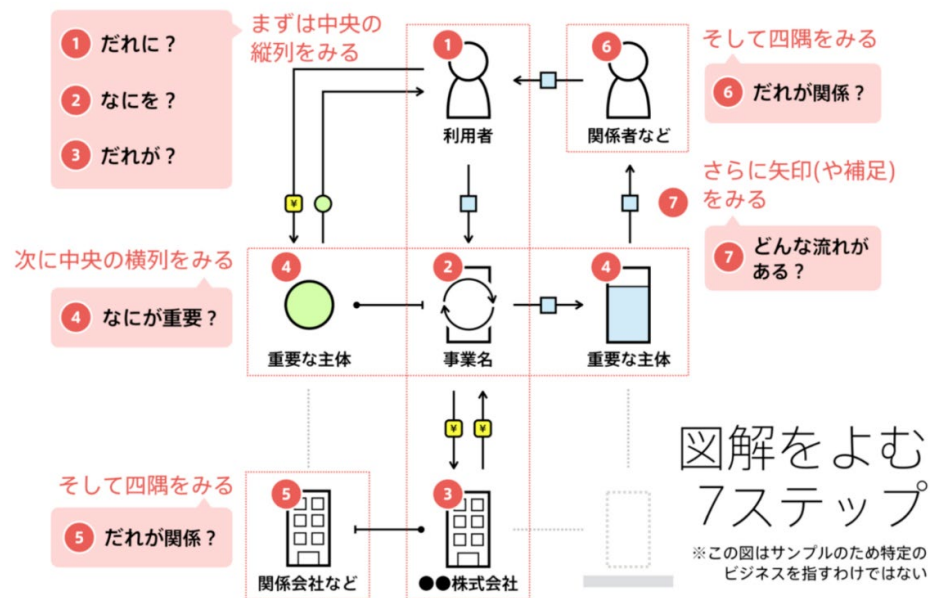 1 だれに？
2 なにを？
3 だれが？
まずは中央の
縦列をみる
1
利用者
6
関係者など
そして四隅をみる
6 だれが関係？
¥
7
さらに矢印(や補足)
をみる
7 どんな流れが
ある？
次に中央の横列をみる
4 なにが重要？
4
重要な主体
2
事業名
4
重要な主体
¥ ¥
そして四隅をみる
5 だれが関係？
5
関係会社など
3
●●株式会社
図解をよむ
7ステップ
※この図はサンプルのため特定の
ビジネスを指すわけではない